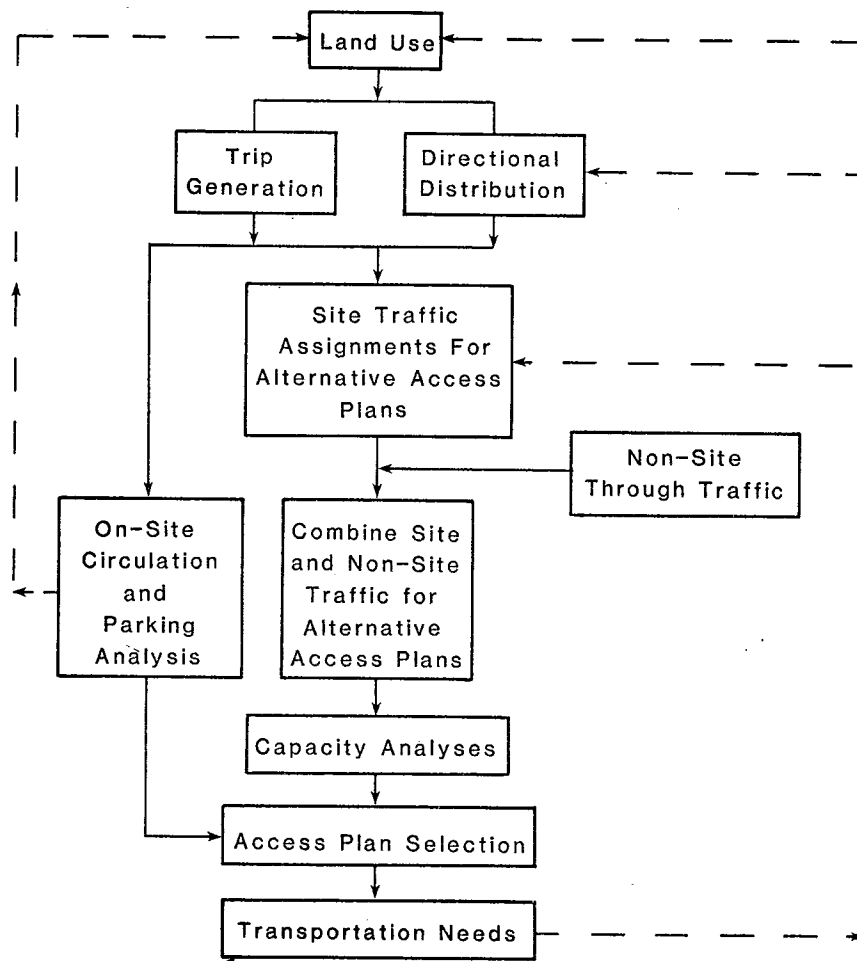 Land Use
Trip
Generation
Directional
Distribution
Site Traffic
Assignments For
Alternative Access
Plans
Non-Site
Through Traffic
On-Site
Circulation
and
Parking
Analysis
Combine Site
and Non-Site
Traffic for
Alternative
Access Plans
Capacity Analyses
Access Plan Selection
Transportation Needs